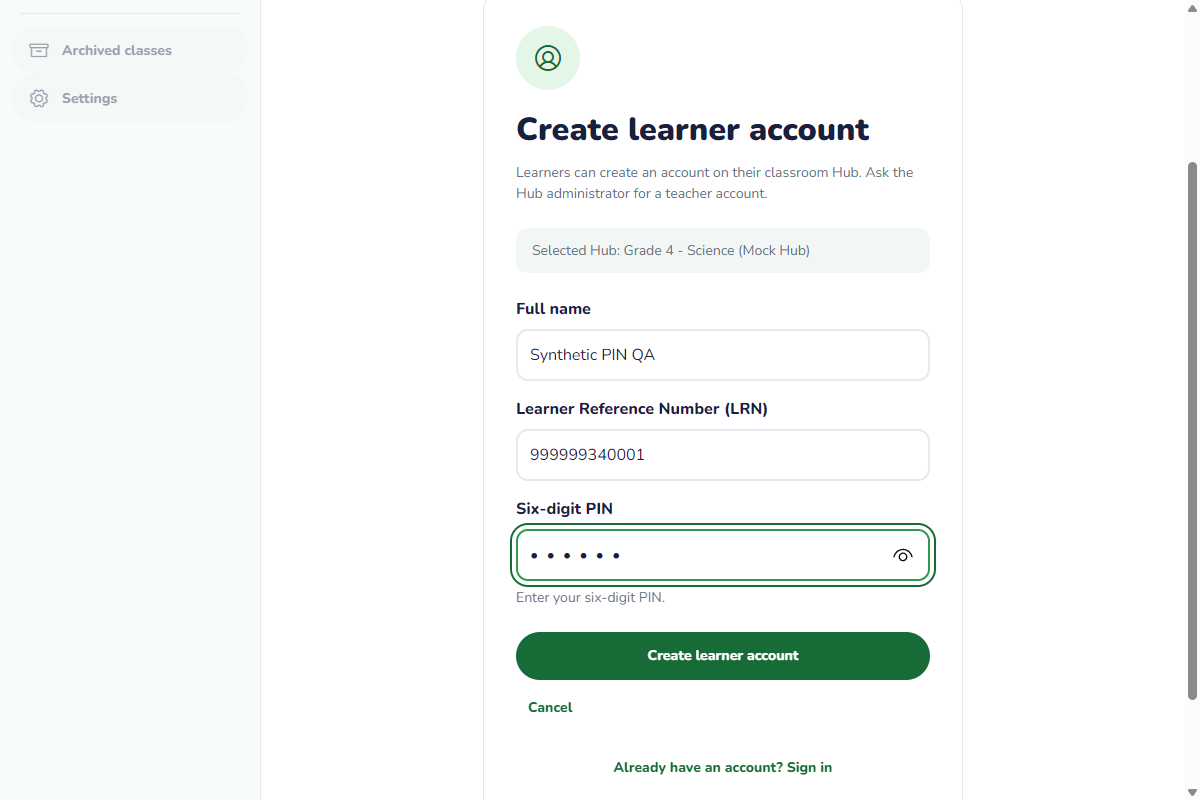 Archived classes
Settings
Create learner account
Learners can create an account on their classroom Hub. Ask the
Hub administrator for a teacher account.
Selected Hub: Grade 4 - Science (Mock Hub)
Full name
Synthetic PIN QA
Learner Reference Number (LRN)
999999340001
Six-digit PIN
••••••
Enter your six-digit PIN.
Create learner account
Cancel
Already have an account? Sign in